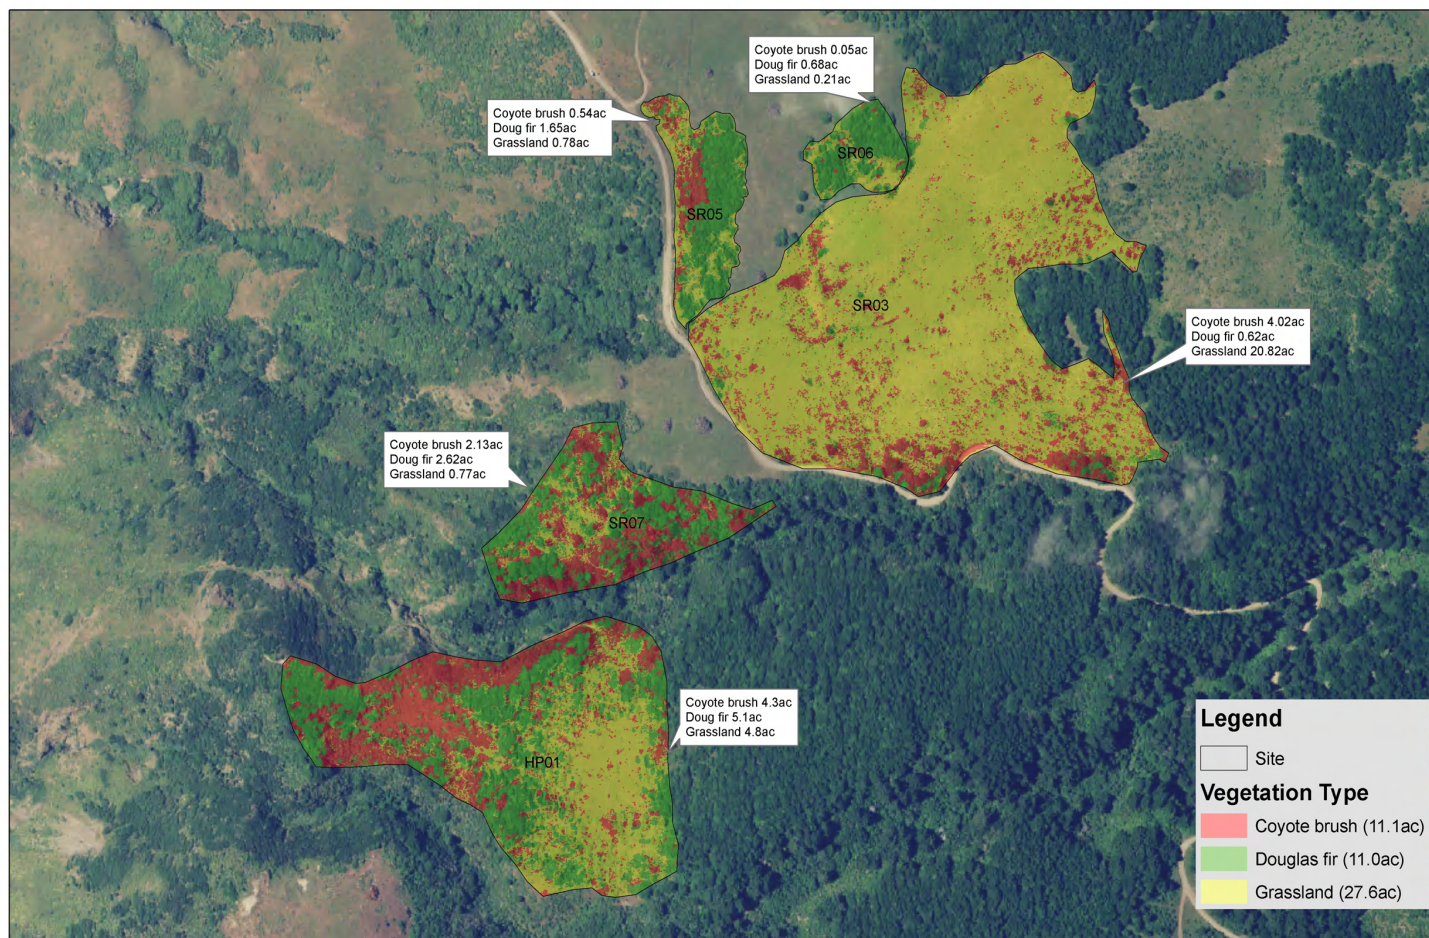 Coyote brush 0.05ac
Doug fir 0.68ac
Grassland 0.21ac
Coyote brush 0.54ac
Doug fir 1.65ac
Grassland 0.78ac
SR06
SR05
SR03
Coyote brush 4.02ac
Doug fir 0.62ac
Grassland 20.82ac
Coyote brush 2.13ac
Doug fir 2.62ac
Grassland 0.77ac
SR07
Coyote brush 4.3ac
Doug fir 5.1ac
Grassland 4.8ac
HP01
Legend
Site
Vegetation Type
Coyote brush (11.1ac)
Douglas fir (11.0ac)
Grassland (27.6ac)